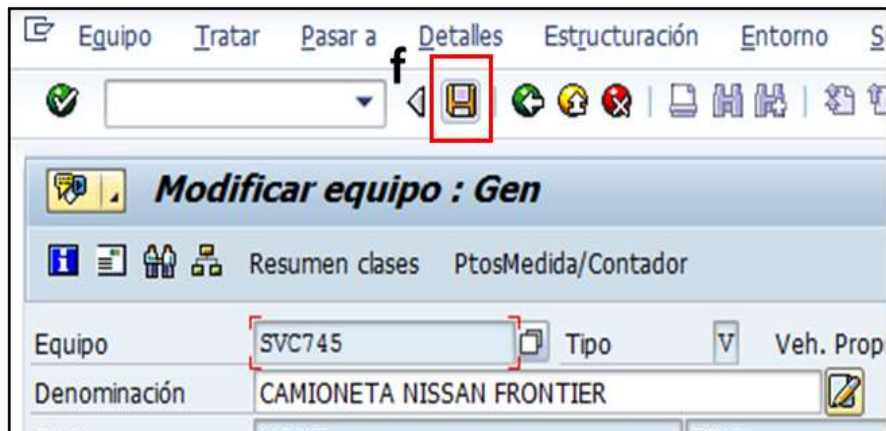 Equipo Tratar Pasar a Detalles Estructuración Entorno S
f
Modificar equipo : Gen
Resumen clases PtosMedida/Contador
Equipo SVC745 Tipo V Veh. Prop
Denominación CAMIONETA NISSAN FRONTIER